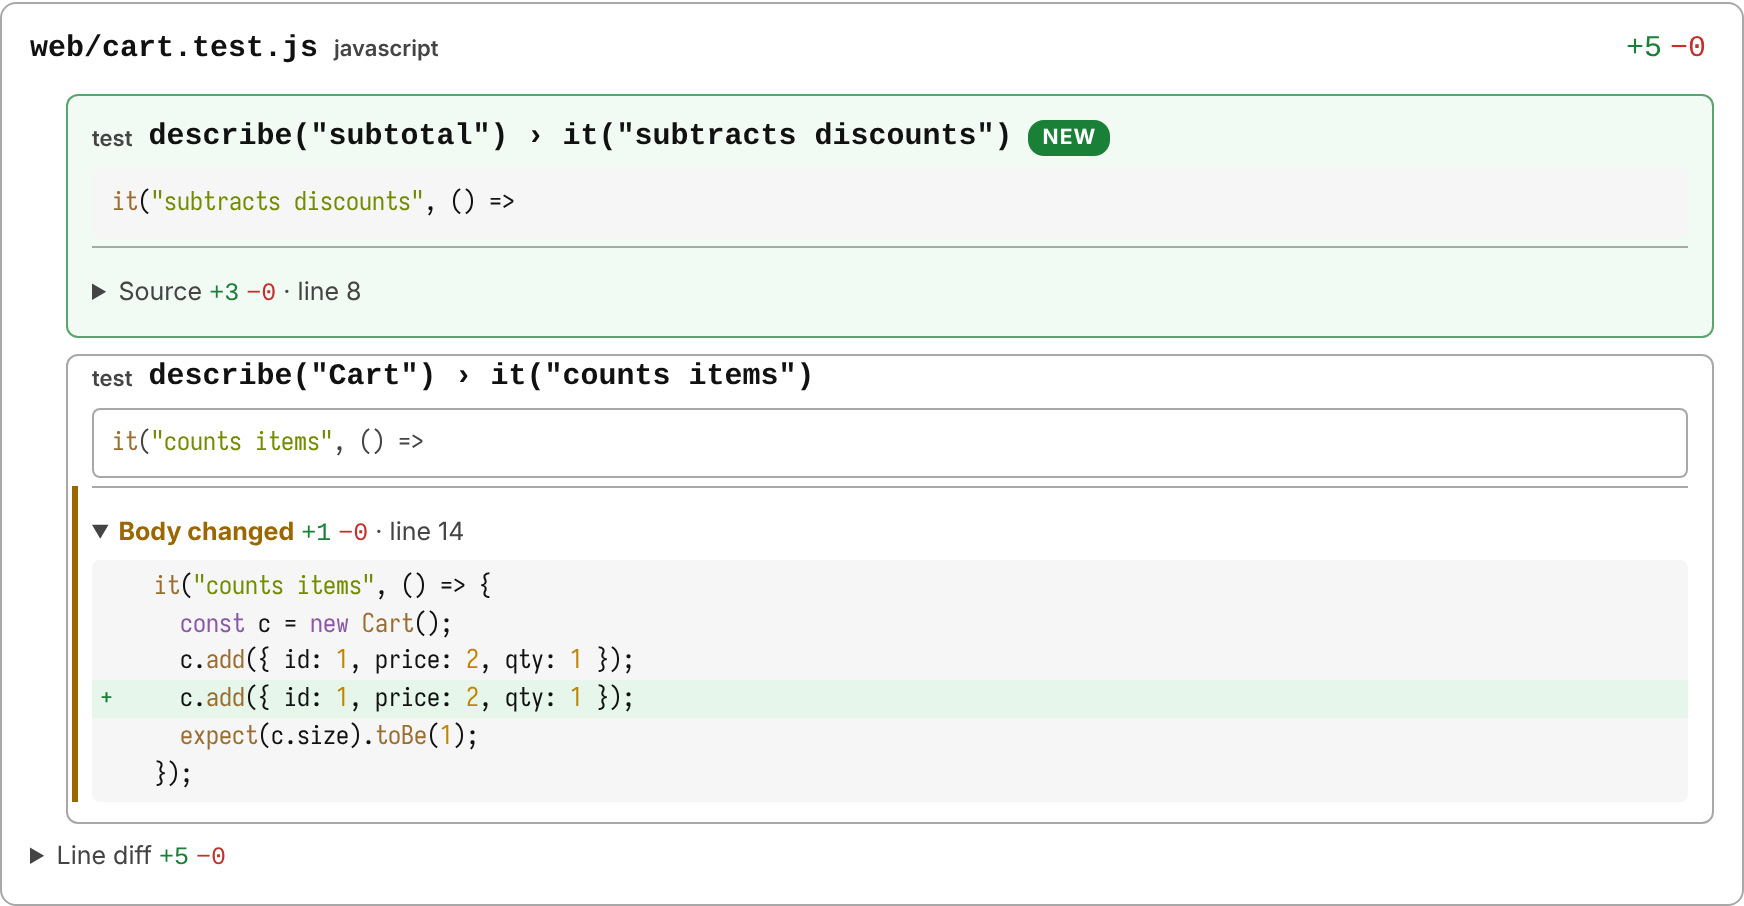 web/cart.test.js javascript +5 −0
test describe("subtotal") › it("subtracts discounts") NEW
it("subtracts discounts", () =>
▶ Source +3 −0 · line 8
test describe("Cart") › it("counts items")
it("counts items", () =>
▼ Body changed +1 −0 · line 14
it("counts items", () => {
  const c = new Cart();
  c.add({ id: 1, price: 2, qty: 1 });
+ c.add({ id: 1, price: 2, qty: 1 });
  expect(c.size).toBe(1);
});
▶ Line diff +5 −0